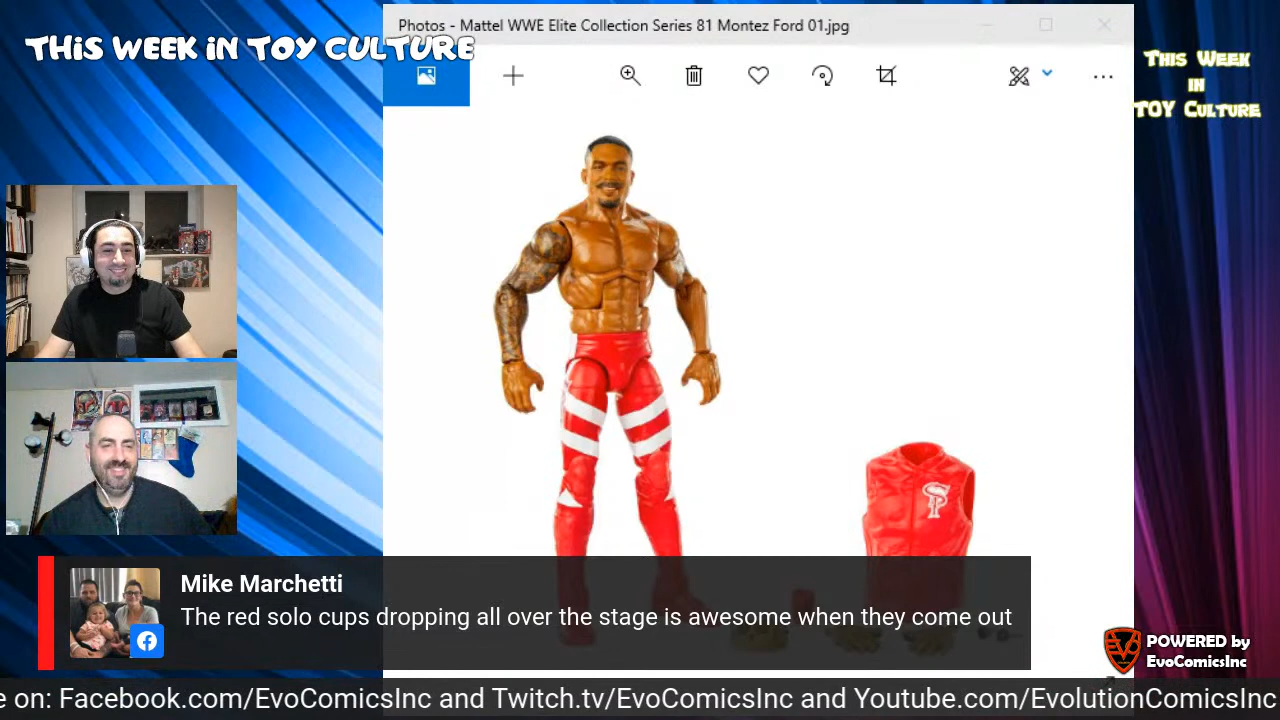 THiS WEEK iN TOY CULTURE
Photos - Mattel WWE Elite Collection Series 81 Montez Ford 01.jpg
This Week
in
TOY Culture
Mike Marchetti
The red solo cups dropping all over the stage is awesome when they come out
EVO
POWERED by
EvoComicsInc
e on: Facebook.com/EvoComicsInc and Twitch.tv/EvoComicsInc and Youtube.com/EvolutionComicsInc